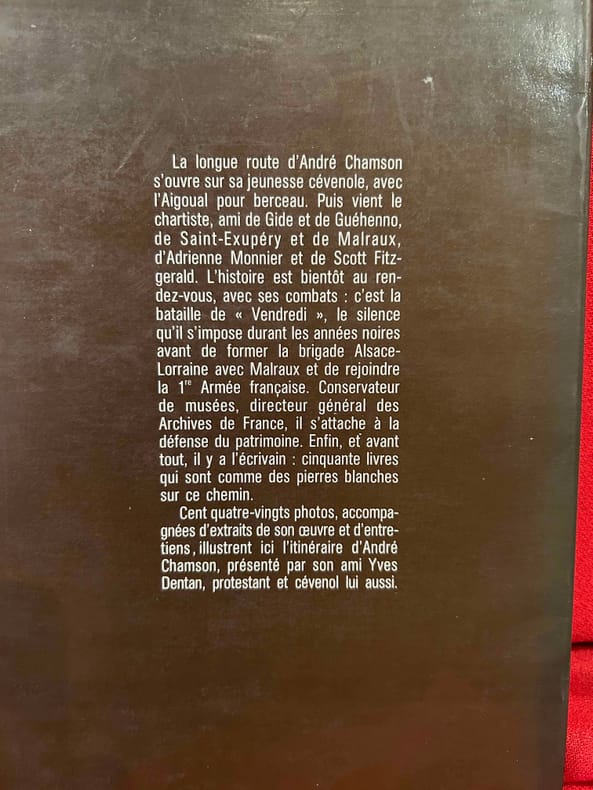 La longue route d'André Chamson
s'ouvre sur sa jeunesse cévenole, avec
l'Aigoual pour berceau. Puis vient le
chartiste, ami de Gide et de Guéhenno,
de Saint-Exupéry et de Malraux,
d'Adrienne Monnier et de Scott Fitz-
gerald. L'histoire est bientôt au ren-
dez-vous, avec ses combats : c'est la
bataille de « Vendredi », le silence
qu'il s'impose durant les années noires
avant de former la brigade Alsace-
Lorraine avec Malraux et de rejoindre
la 1re Armée française. Conservateur
de musées, directeur général des
Archives de France, il s'attache à la
défense du patrimoine. Enfin, et avant
tout, il y a l'écrivain : cinquante livres
qui sont comme des pierres blanches
sur ce chemin.
Cent quatre-vingts photos, accompa-
gnées d'extraits de son œuvre et d'entre-
tiens, illustrent ici l'itinéraire d'André
Chamson, présenté par son ami Yves
Dentan, protestant et cévenol lui aussi.